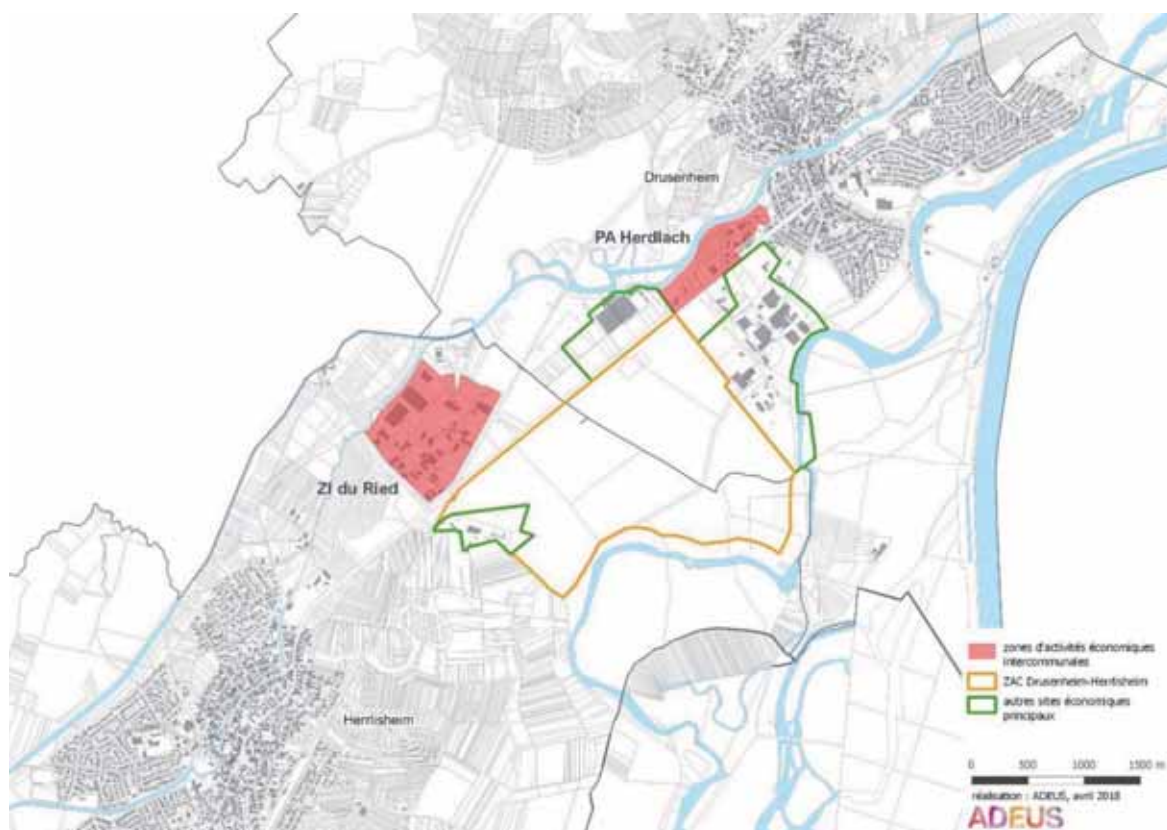 Drusenheim
PA Herdlach
ZI du Ried
Herrlisheim
zones d'activités économiques
intercommunales
ZAC Drusenheim-Herrlisheim
autres sites économiques
principaux
0 500 1000 1500 m
réalisation : ADEUS, avril 2018
ADEUS